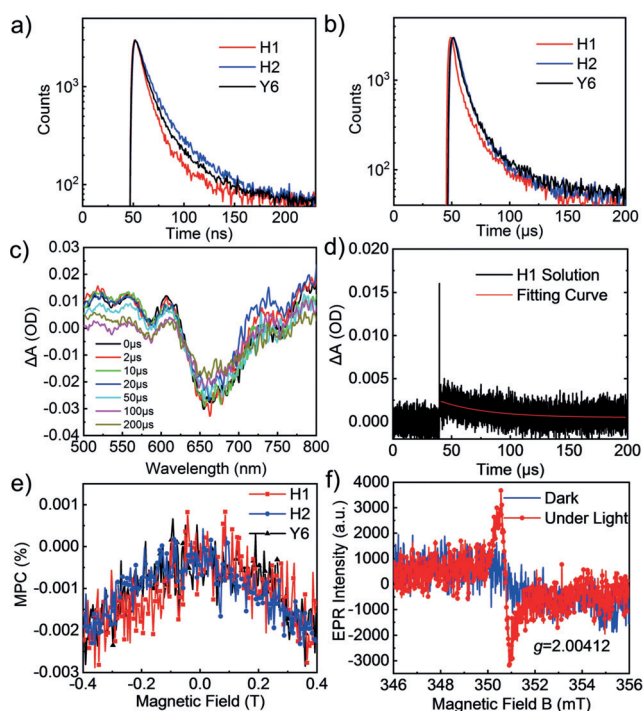 a)
H1
H2
Y6
10³
10²
Counts
0 50 100 150 200
Time (ns)
b)
H1
H2
Y6
10³
10²
Counts
0 50 100 150 200
Time (µs)
c)
0.03
0.02
0.01
0.00
-0.01
-0.02
-0.03
-0.04
ΔA (OD)
0µs
2µs
10µs
20µs
50µs
100µs
200µs
500 550 600 650 700 750 800
Wavelength (nm)
d)
H1 Solution
Fitting Curve
0.020
0.015
0.010
0.005
0.000
ΔA (OD)
0 50 100 150 200
Time (µs)
e)
H1
H2
Y6
0.001
0.000
-0.001
-0.002
-0.003
MPC (%)
-0.4 -0.2 0.0 0.2 0.4
Magnetic Field (T)
f)
Dark
Under Light
4000
3000
2000
1000
0
-1000
-2000
-3000
EPR Intensity (a.u.)
g=2.00412
346 348 350 352 354 356
Magnetic Field B (mT)